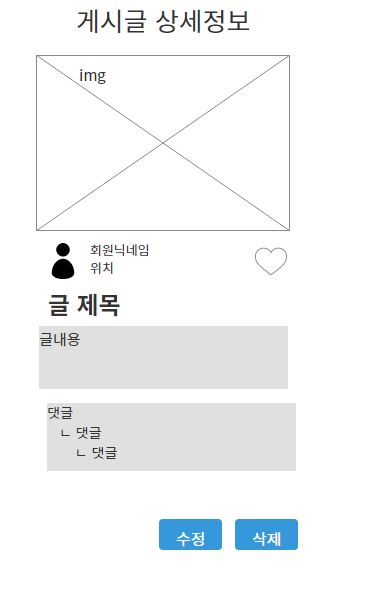 게시글 상세정보
img
회원닉네임
위치
글 제목
글내용
댓글
ㄴ 댓글
ㄴ 댓글
수정
삭제